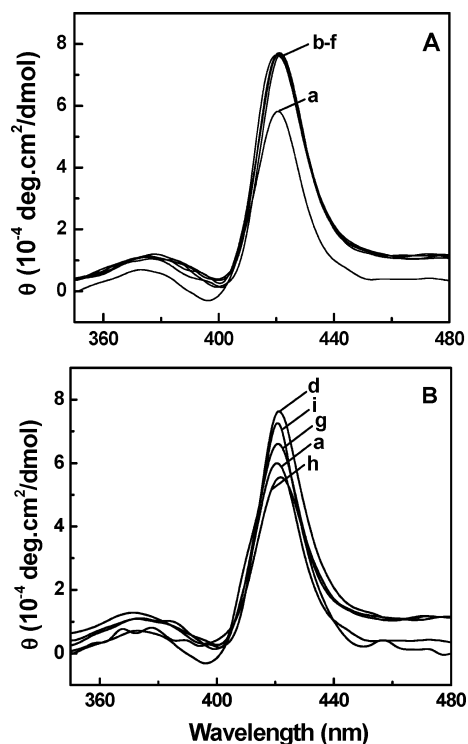 A
b-f
a
8
6
4
2
0
θ (10⁻⁴ deg.cm²/dmol)
360
400
440
480
B
d
i
g
a
h
8
6
4
2
0
θ (10⁻⁴ deg.cm²/dmol)
360
400
440
480
Wavelength (nm)